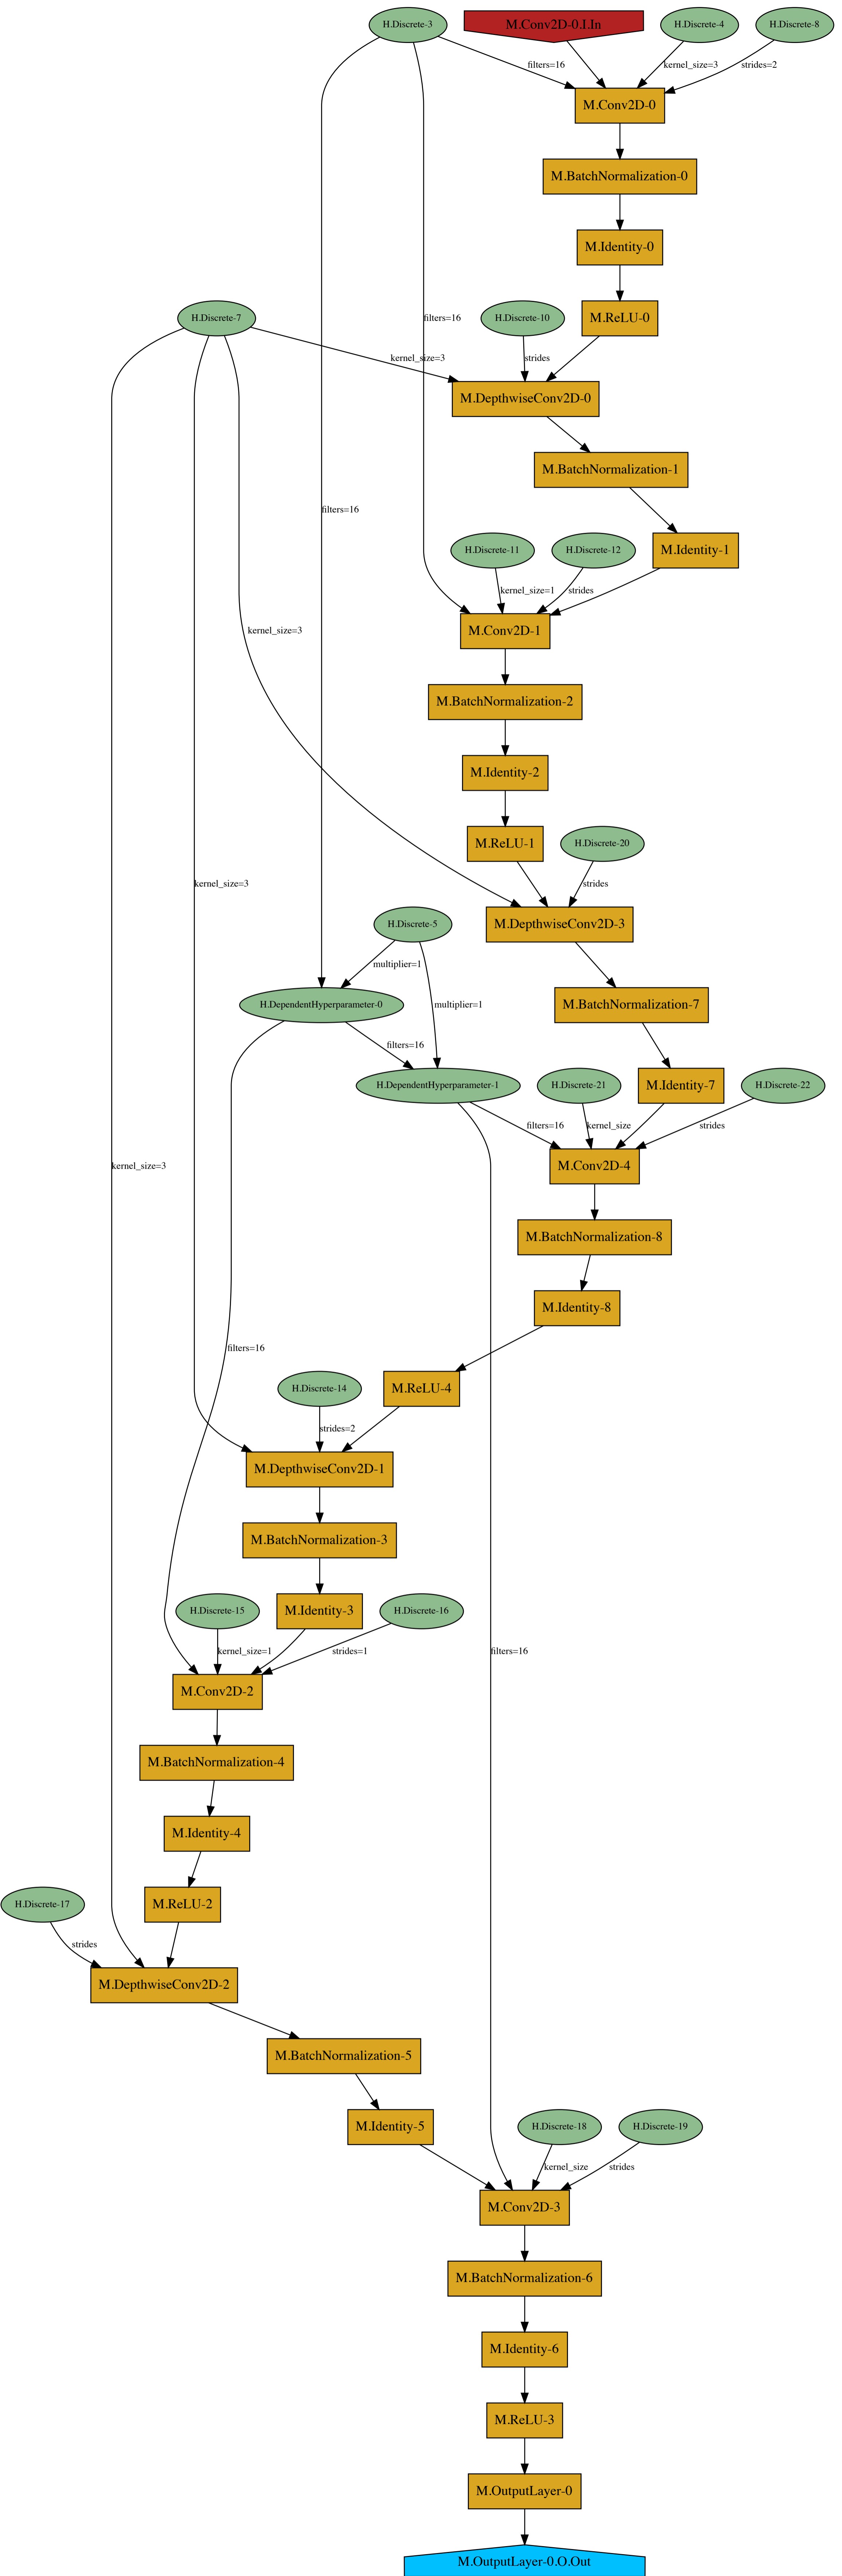 H.Discrete-3
M.Conv2D-0.I.In
H.Discrete-4
H.Discrete-8
filters=16
kernel_size=3
strides=2
M.Conv2D-0
M.BatchNormalization-0
M.Identity-0
H.Discrete-7
filters=16
H.Discrete-10
M.ReLU-0
kernel_size=3
strides
M.DepthwiseConv2D-0
M.BatchNormalization-1
filters=16
H.Discrete-11
H.Discrete-12
M.Identity-1
kernel_size=1
strides
kernel_size=3
M.Conv2D-1
M.BatchNormalization-2
M.Identity-2
M.ReLU-1
H.Discrete-20
kernel_size=3
strides
H.Discrete-5
M.DepthwiseConv2D-3
multiplier=1
H.DependentHyperparameter-0
multiplier=1
M.BatchNormalization-7
filters=16
H.DependentHyperparameter-1
H.Discrete-21
M.Identity-7
H.Discrete-22
filters=16
kernel_size
strides
kernel_size=3
M.Conv2D-4
M.BatchNormalization-8
M.Identity-8
filters=16
H.Discrete-14
M.ReLU-4
strides=2
M.DepthwiseConv2D-1
M.BatchNormalization-3
H.Discrete-15
M.Identity-3
H.Discrete-16
kernel_size=1
strides=1
filters=16
M.Conv2D-2
M.BatchNormalization-4
M.Identity-4
H.Discrete-17
M.ReLU-2
strides
M.DepthwiseConv2D-2
M.BatchNormalization-5
M.Identity-5
H.Discrete-18
H.Discrete-19
kernel_size
strides
M.Conv2D-3
M.BatchNormalization-6
M.Identity-6
M.ReLU-3
M.OutputLayer-0
M.OutputLayer-0.O.Out